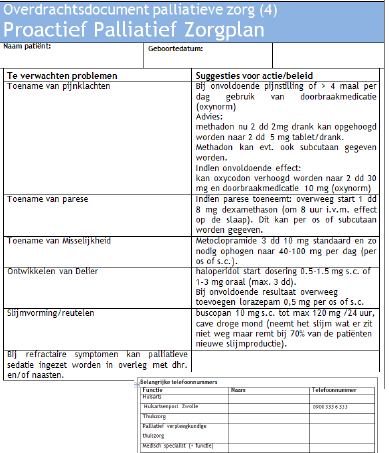 Overdrachtsdocument palliatieve zorg (4)
Proactief Palliatief Zorgplan
Naam patiënt:
Geboortedatum:
Te verwachten problemen
Suggesties voor actie/beleid
Toename van pijnklachten
Bij onvoldoende pijnstilling of > 4 maal per
dag gebruik van doorbraakmedicatie
(oxynorm)
Advies:
methadon nu 2 dd 2mg drank kan opgehoogd
worden naar 2 dd 5 mg tablet/drank.
Methadon kan evt. ook subcutaan gegeven
worden.
Indien onvoldoende effect:
kan oxycodon verhoogd worden naar 2 dd 30
mg en doorbraakmedicatie 10 mg (oxynorm)
Toename van parese
Indien parese toeneemt: overweeg start 1 dd
8 mg dexamethason (om 8 uur i.v.m. effect
op de slaap). Dit kan per os of subcutaan
worden gegeven.
Toename van Misselijkheid
Metoclopramide 3 dd 10 mg standaard en zo
nodig ophogen naar 40-100 mg per dag (per
os of s.c.).
Ontwikkelen van Delier
haloperidol start dosering 0.5-1.5 mg s.c. of
1-3 mg oraal (max. 3 dd).
Bij onvoldoende resultaat overweeg
toevoegen lorazepam 0,5 mg per os of s.c.
Slijmvorming/reutelen
buscopan 10 mg s.c. tot max 120 mg /24 uur,
cave droge mond (neemt het slijm wat er zit
niet weg maar remt bij 70% van de patiënten
nieuwe slijmproductie).
Bij refractaire symptomen kan palliatieve
sedatie ingezet worden in overleg met dhr.
en/of naasten.
Belangrijke telefoonnummers
Functie
Naam
Telefoonnummer
Huisarts
Huisartsenpost Zwolle
0900 333 6 333
Thuiszorg
Palliatief verpleegkundige
thuiszorg
Medisch specialist (+ functie)